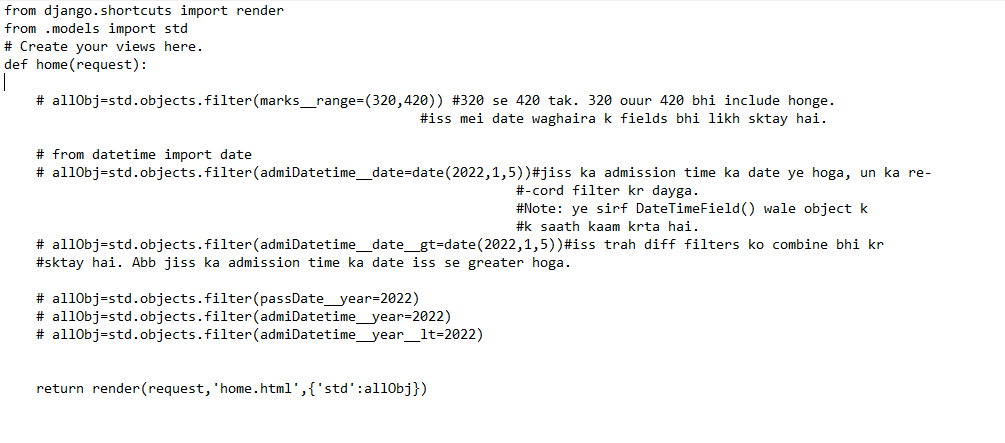 from django.shortcuts import render
from .models import std
# Create your views here.
def home(request):
# allObj=std.objects.filter(marks__range=(320,420)) #320 se 420 tak. 320 ouur 420 bhi include honge.
#iss mei date waghaira k fields bhi likh sktay hai.
# from datetime import date
# allObj=std.objects.filter(admiDatetime__date=date(2022,1,5))#jiss ka admission time ka date ye hoga, un ka re-
#-cord filter kr dayga.
#Note: ye sirf DateTimeField() wale object k
#k saath kaam krta hai.
# allObj=std.objects.filter(admiDatetime__date__gt=date(2022,1,5))#iss trah diff filters ko combine bhi kr
#sktay hai. Abb jiss ka admission time ka date iss se greater hoga.
# allObj=std.objects.filter(passDate__year=2022)
# allObj=std.objects.filter(admiDatetime__year=2022)
# allObj=std.objects.filter(admiDatetime__year__lt=2022)
return render(request,'home.html',{'std':allObj})